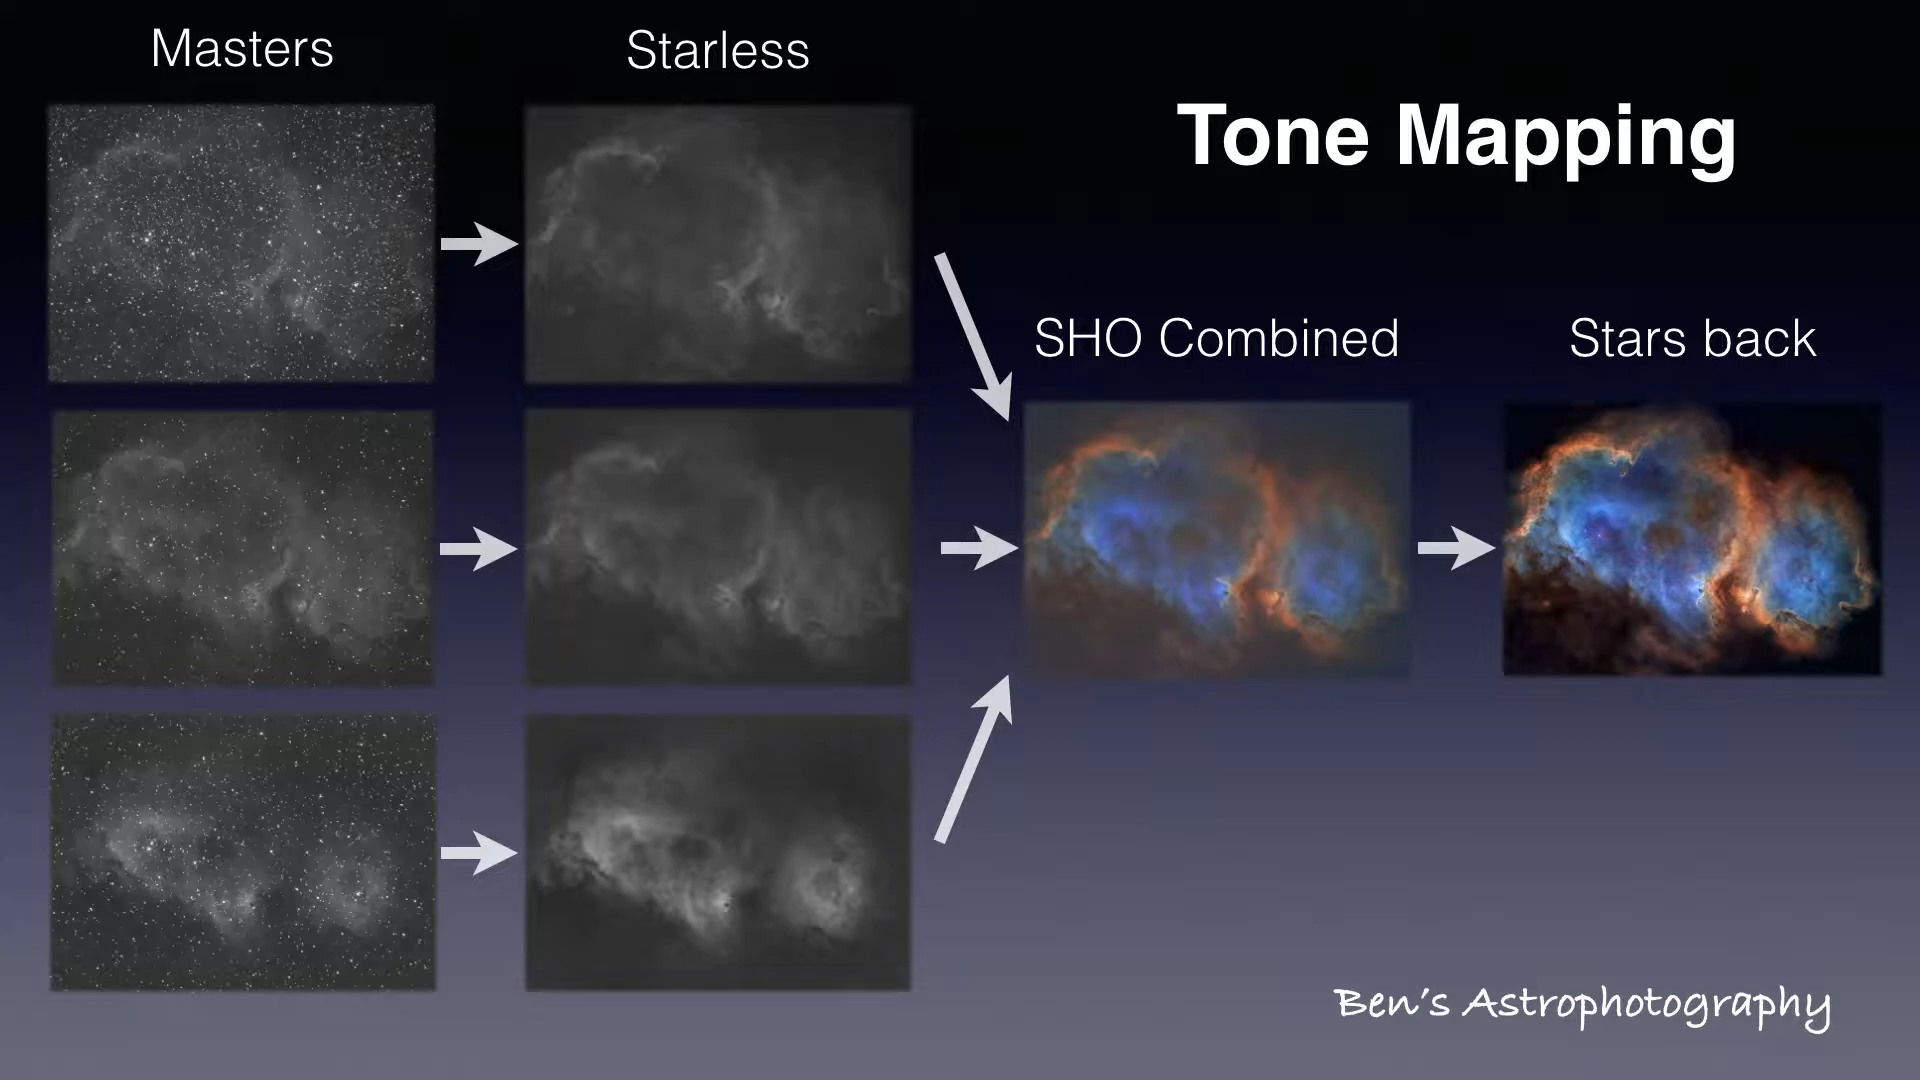 Masters
Starless
Tone Mapping
SHO Combined
Stars back
Ben's Astrophotography